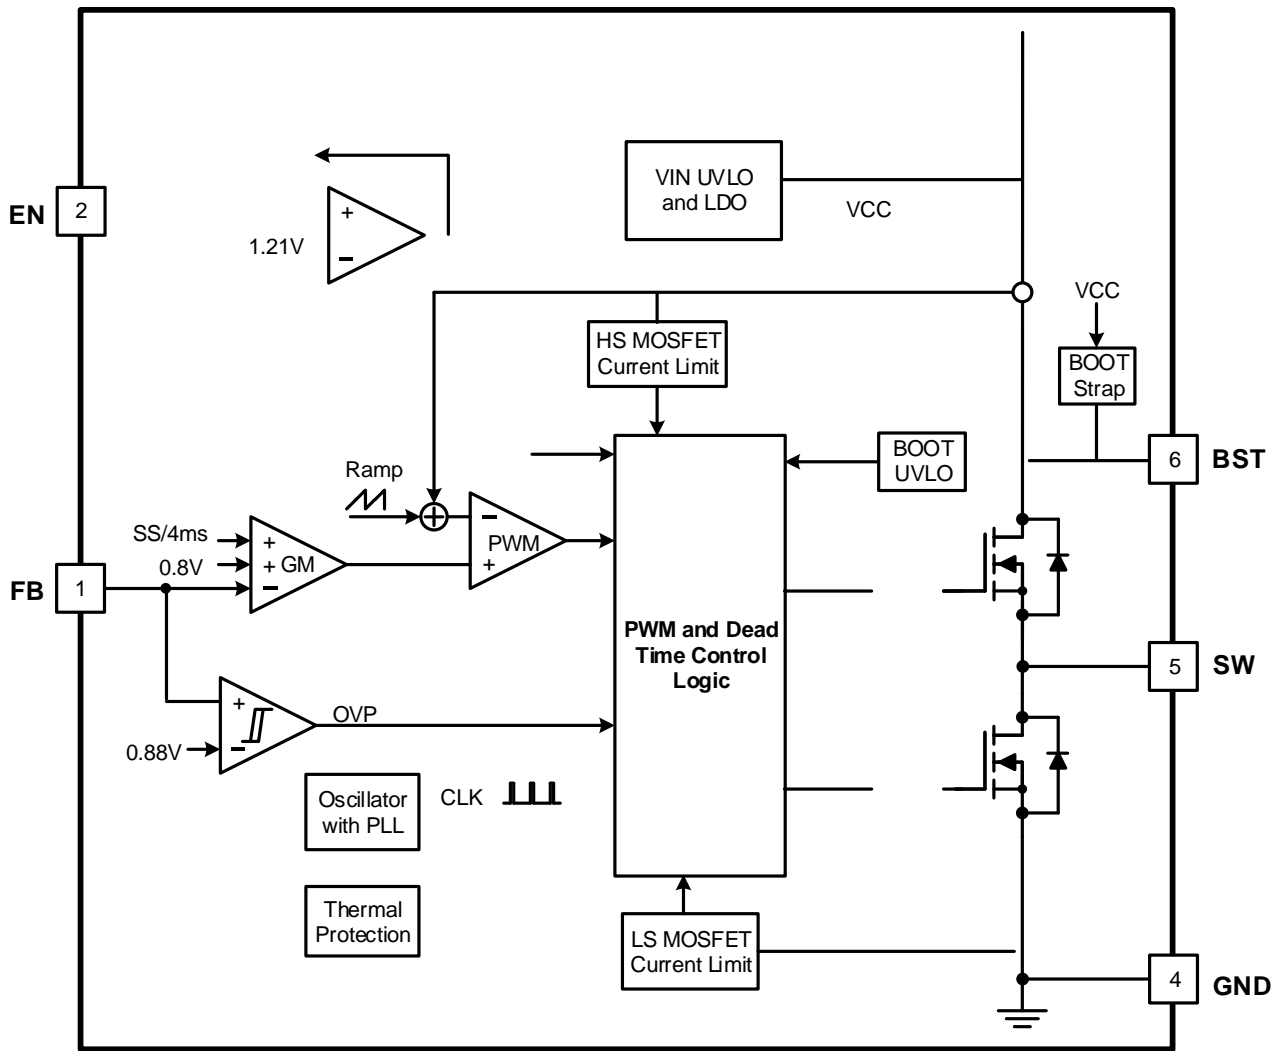 VIN UVLO
and LDO
VCC
EN
2
+
−
1.21V
VCC
HS MOSFET
Current Limit
BOOT
Strap
Ramp
BOOT
UVLO
6
BST
SS/4ms
0.8V
+
+
−
GM
−
+
PWM
FB
1
PWM and Dead
Time Control
Logic
5
SW
+
−
OVP
0.88V
Oscillator
with PLL
CLK
Thermal
Protection
LS MOSFET
Current Limit
4
GND